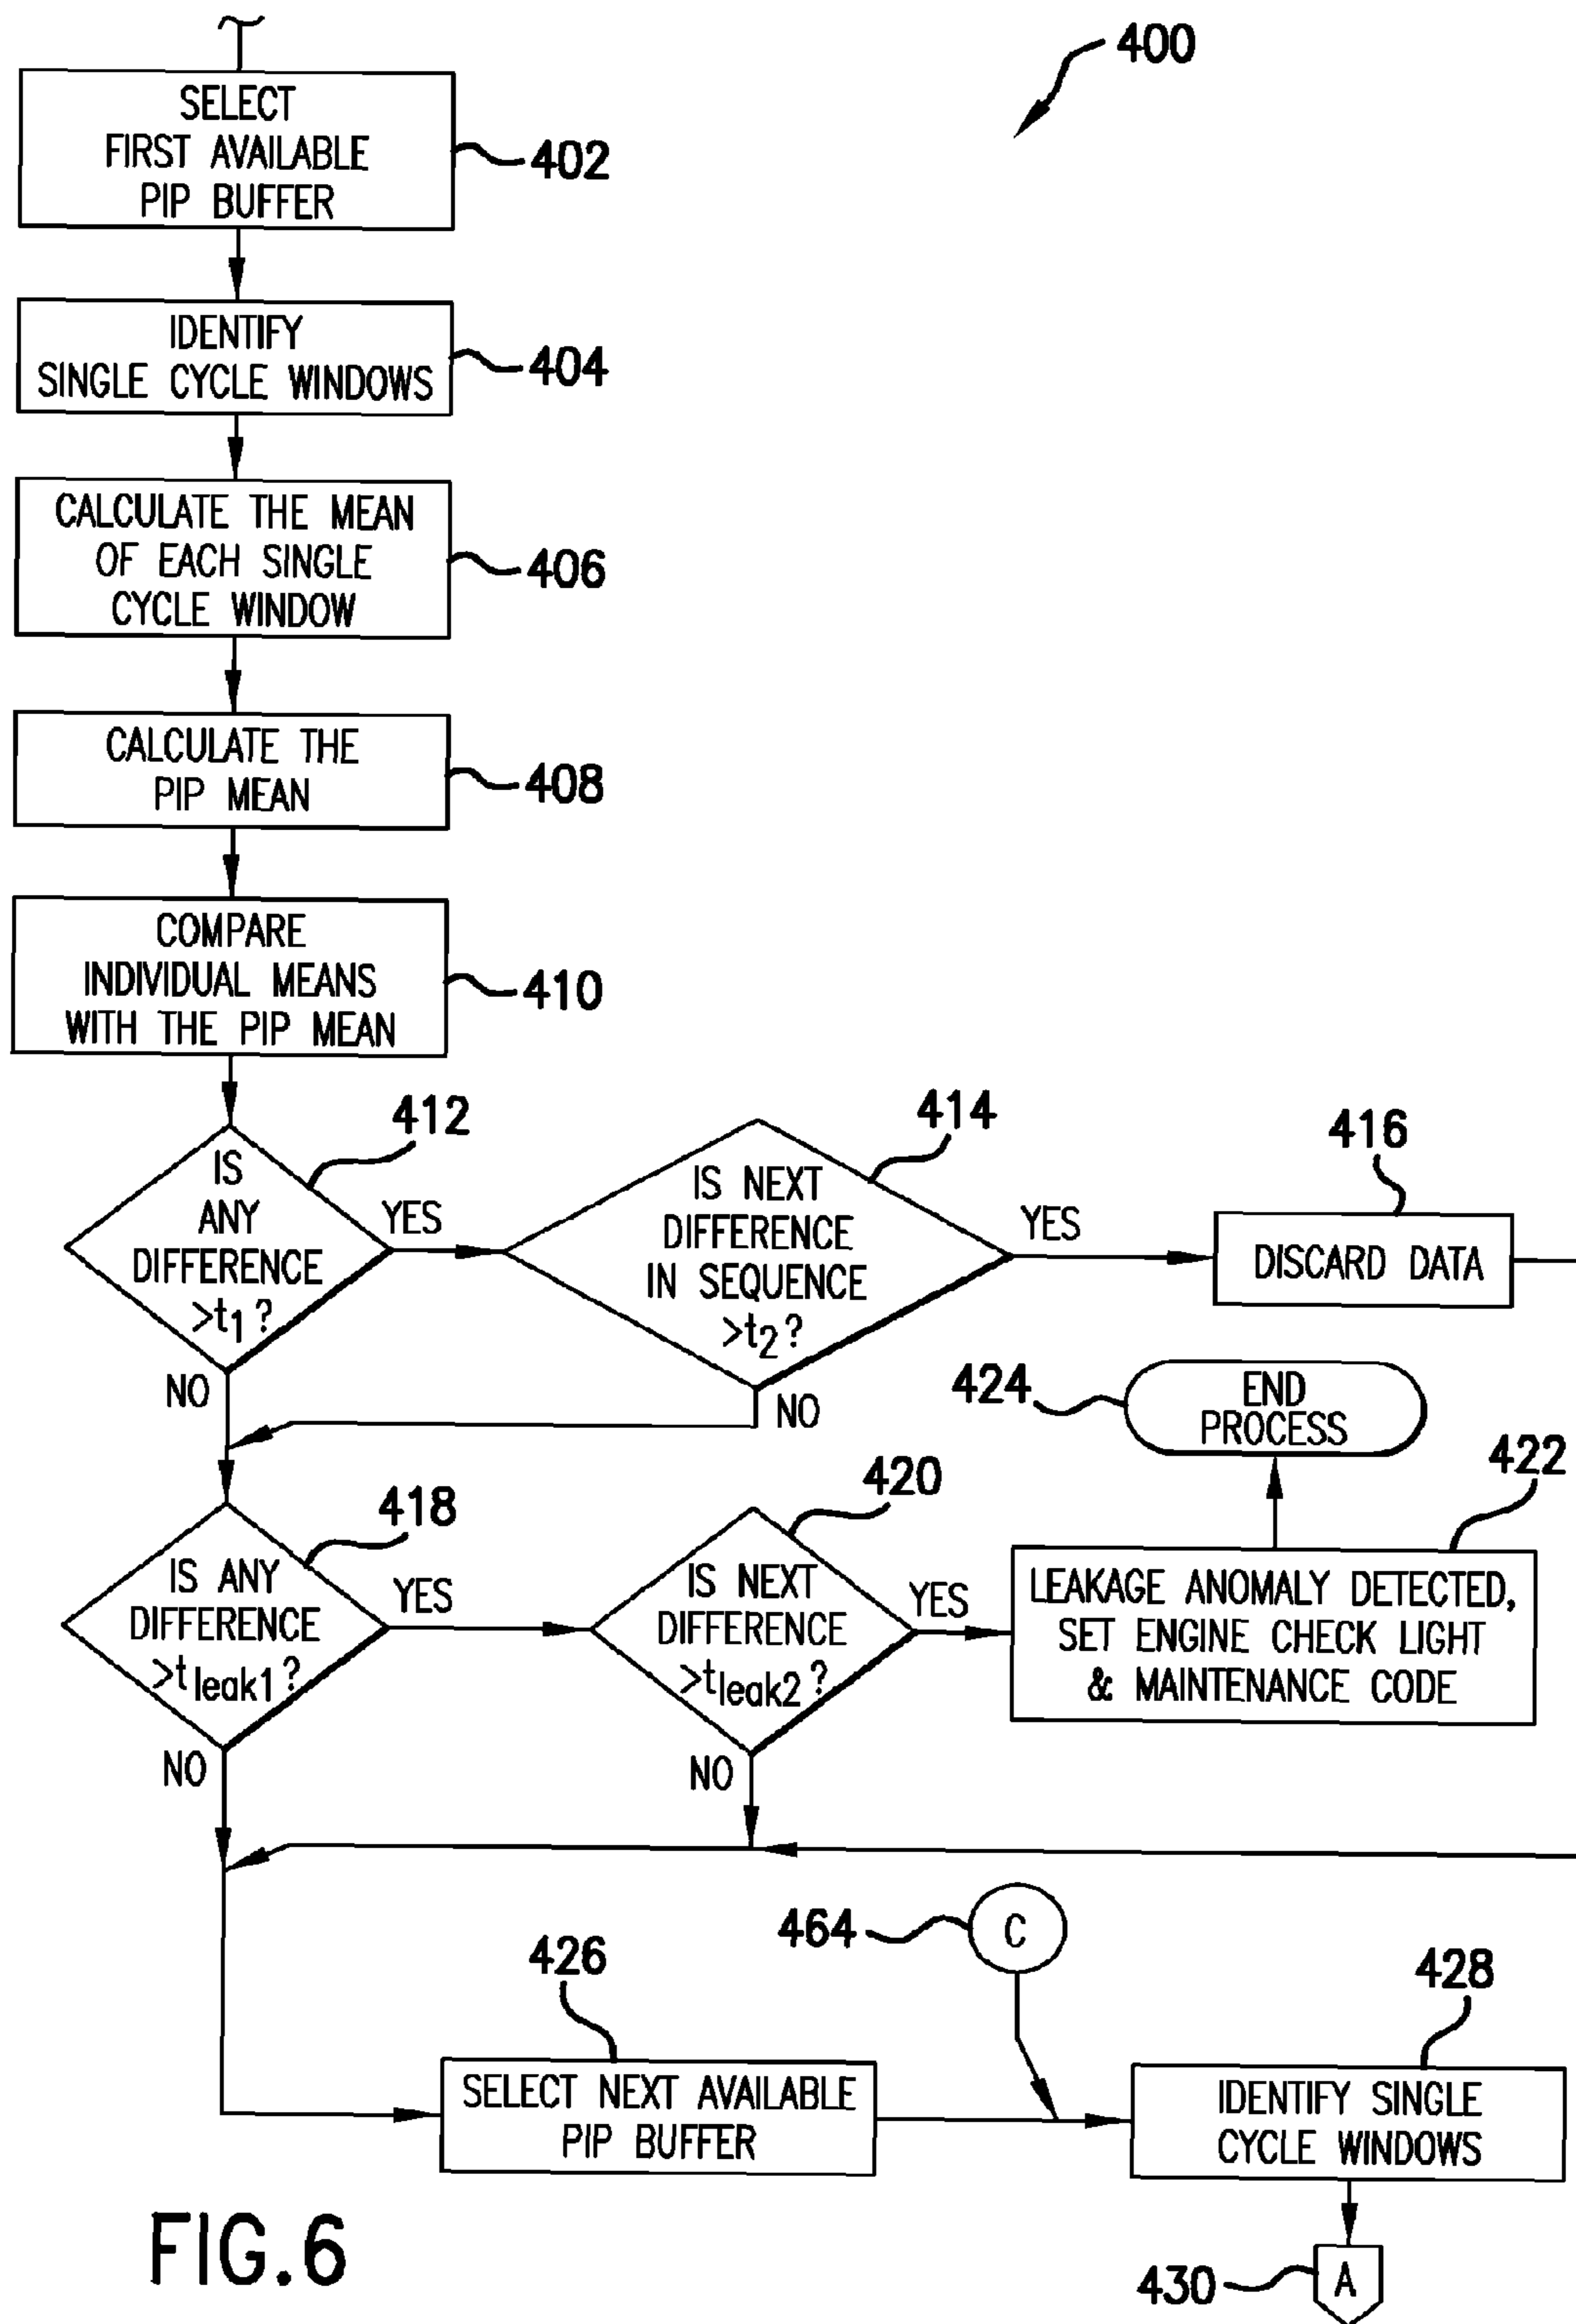 400
SELECT
FIRST AVAILABLE
PIP BUFFER
402
IDENTIFY
SINGLE CYCLE WINDOWS
404
CALCULATE THE MEAN
OF EACH SINGLE
CYCLE WINDOW
406
CALCULATE THE
PIP MEAN
408
COMPARE
INDIVIDUAL MEANS
WITH THE PIP MEAN
410
412
IS
ANY
DIFFERENCE
>t1?
YES
NO
414
IS NEXT
DIFFERENCE
IN SEQUENCE
>t2?
YES
NO
416
DISCARD DATA
424
END
PROCESS
418
IS ANY
DIFFERENCE
>tleak1?
YES
NO
420
IS NEXT
DIFFERENCE
>tleak2?
YES
NO
422
LEAKAGE ANOMALY DETECTED,
SET ENGINE CHECK LIGHT
& MAINTENANCE CODE
464
C
426
SELECT NEXT AVAILABLE
PIP BUFFER
428
IDENTIFY SINGLE
CYCLE WINDOWS
430
A
FIG.6